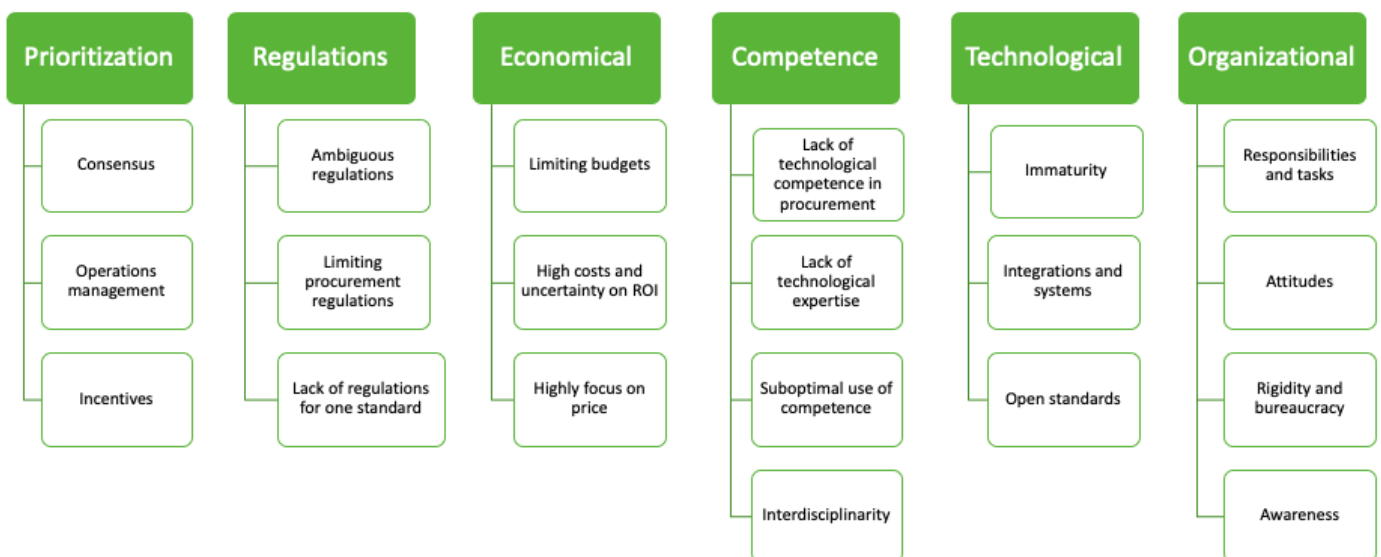 Prioritization
Consensus
Operations
management
Incentives
Regulations
Ambiguous
regulations
Limiting
procurement
regulations
Lack of regulations
for one standard
Economical
Limiting budgets
High costs and
uncertainty on ROI
Highly focus on
price
Competence
Lack of
technological
competence in
procurement
Lack of
technological
expertise
Suboptimal use of
competence
Interdisciplinarity
Technological
Immaturity
Integrations and
systems
Open standards
Organizational
Responsibilities
and tasks
Attitudes
Rigidity and
bureaucracy
Awareness